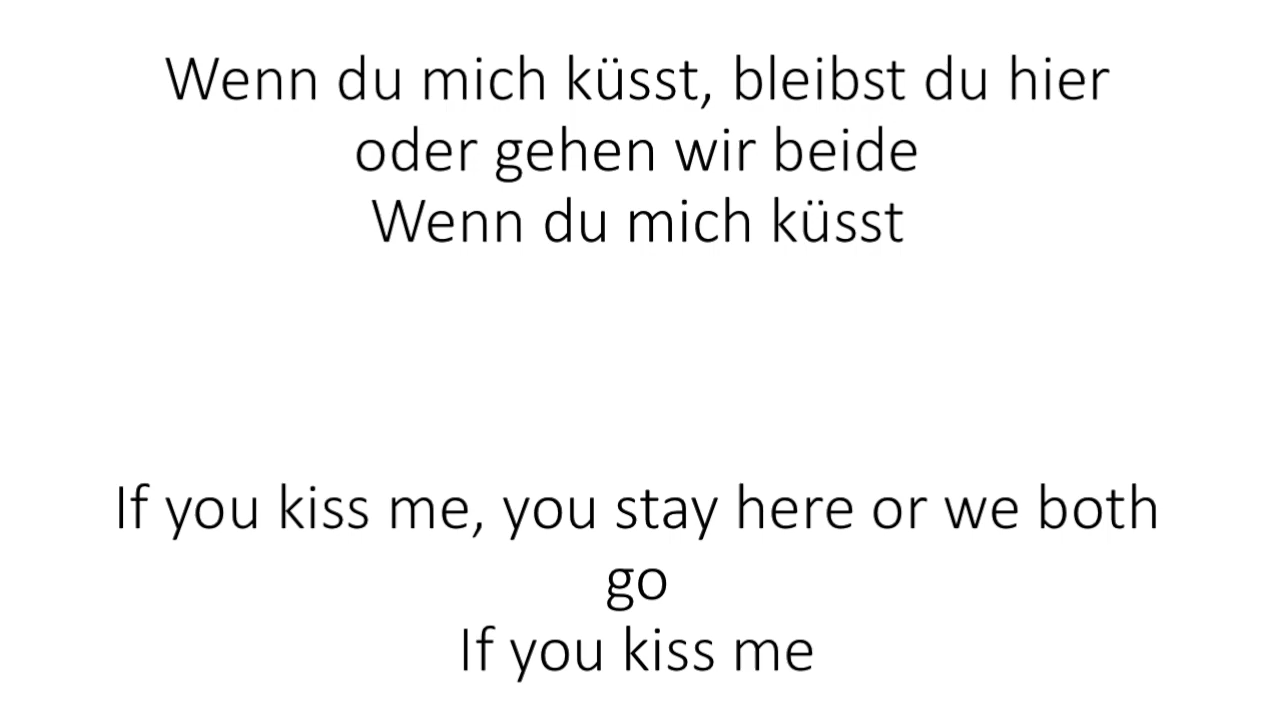 Wenn du mich küsst, bleibst du hier
oder gehen wir beide
Wenn du mich küsst
If you kiss me, you stay here or we both
go
If you kiss me